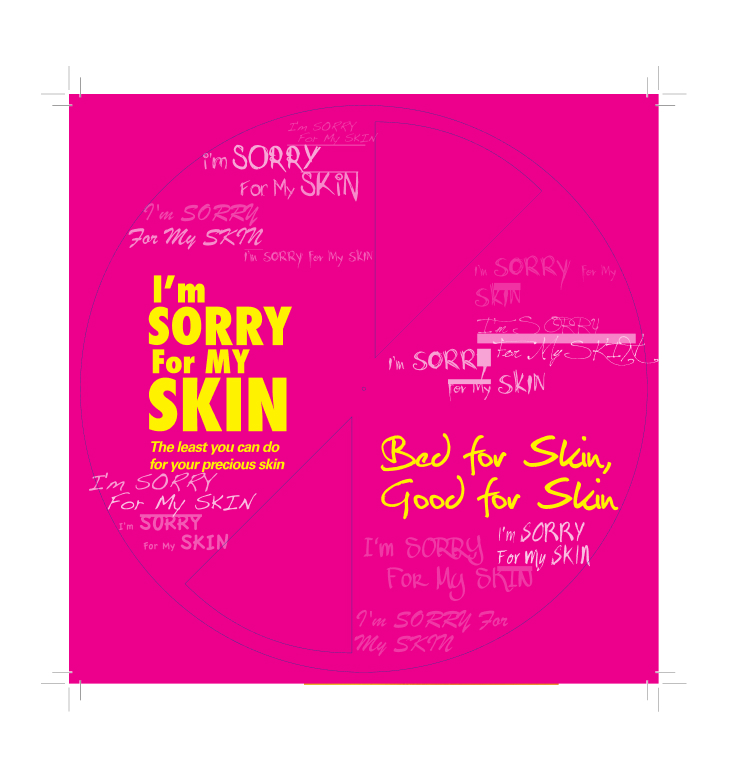 I'm SORRY
For My SKIN
i'm SORRY
For My SKiN
I'm SORRY
For My SKIN
i'm SORRY For My SKIN
I'm
SORRY
For MY
SKIN
The least you can do
for your precious skin
I'm SORRY
For My SKIN
I'm SORRY
For My SKIN
I'm SORRY For My
SKIN
I'm SORRY
For My SKIN
I'm SORRY
For My SKIN
Bed for Skin,
Good for Skin
I'm SORRY
For My SKIN
I'm SORRY
For My SKIN
I'm SORRY For
My SKIN